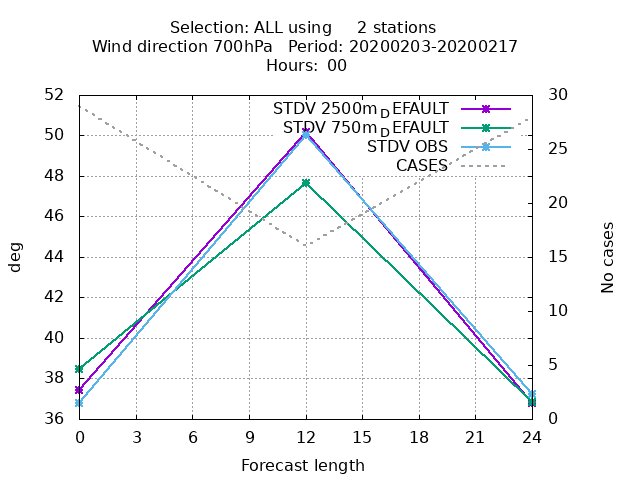 Selection: ALL using     2 stations
Wind direction 700hPa   Period: 20200203-20200217
Hours: 00
52
50
48
46
44
42
40
38
36
30
25
20
15
10
5
0
0 3 6 9 12 15 18 21 24
deg
No cases
Forecast length
STDV 2500m_DEFAULT
STDV 750m_DEFAULT
STDV OBS
CASES